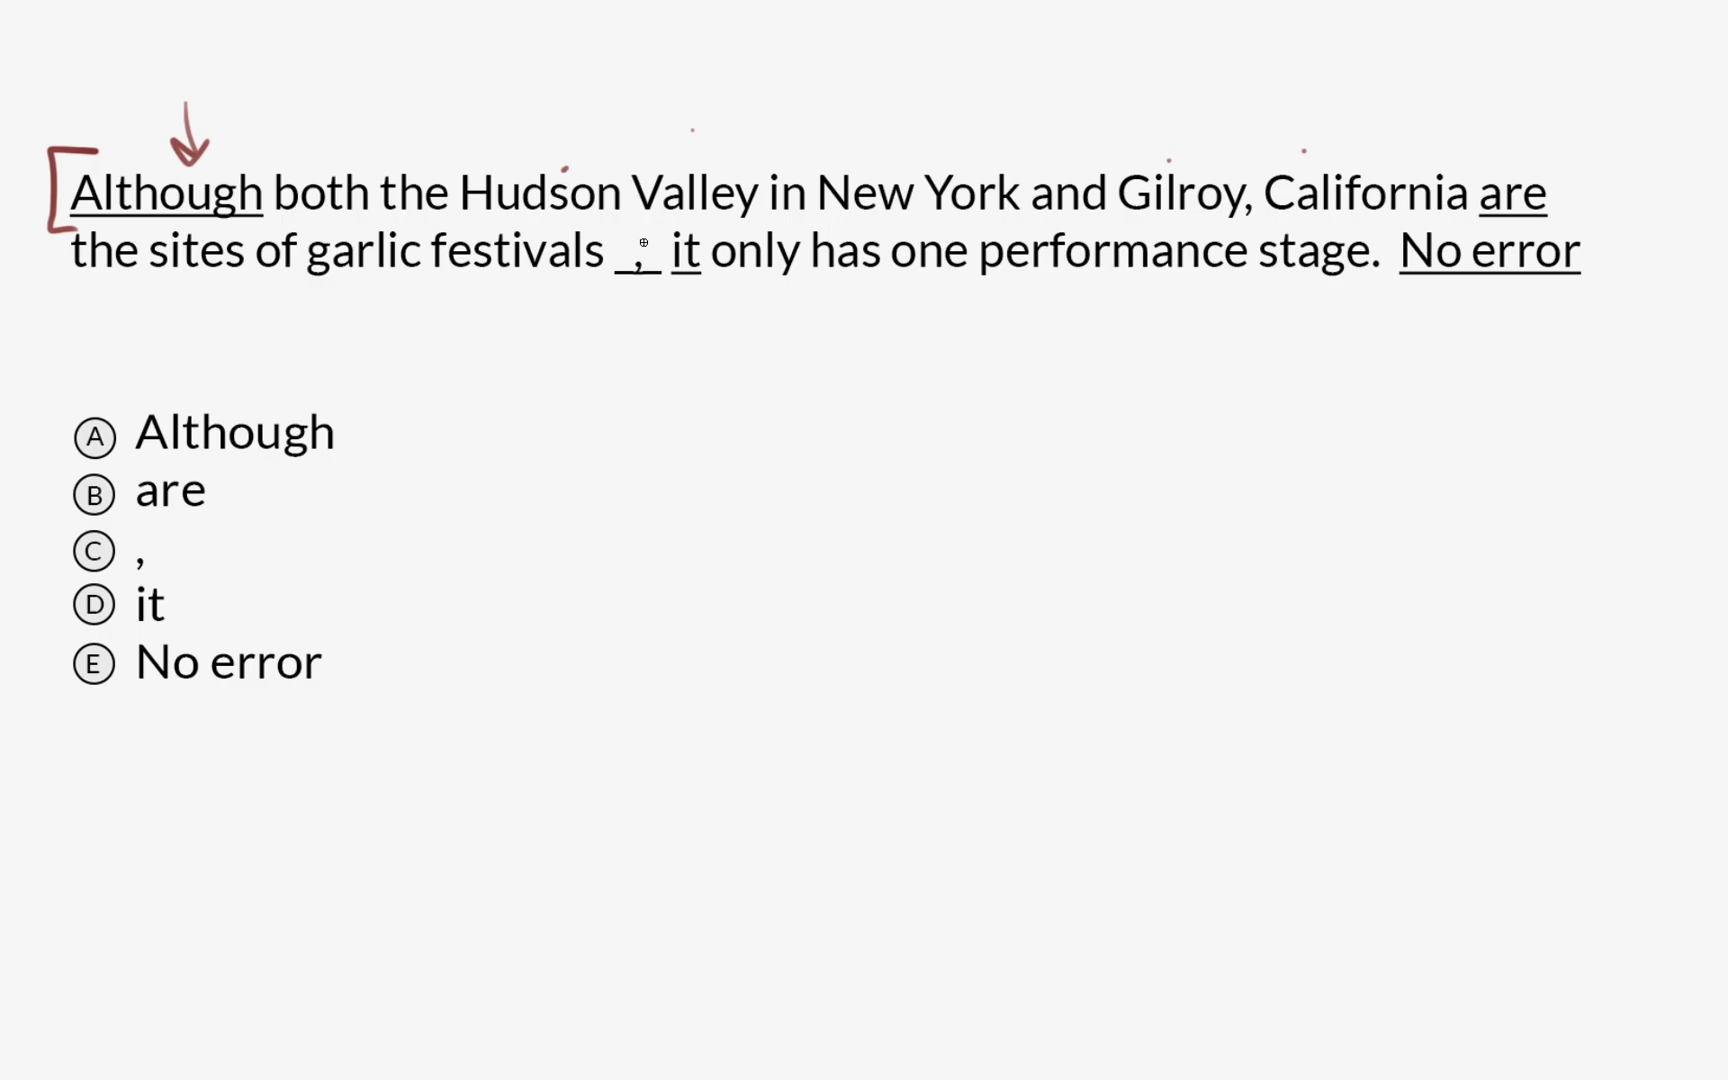 Although both the Hudson Valley in New York and Gilroy, California are
the sites of garlic festivals , it only has one performance stage. No error
A Although
B are
C ,
D it
E No error